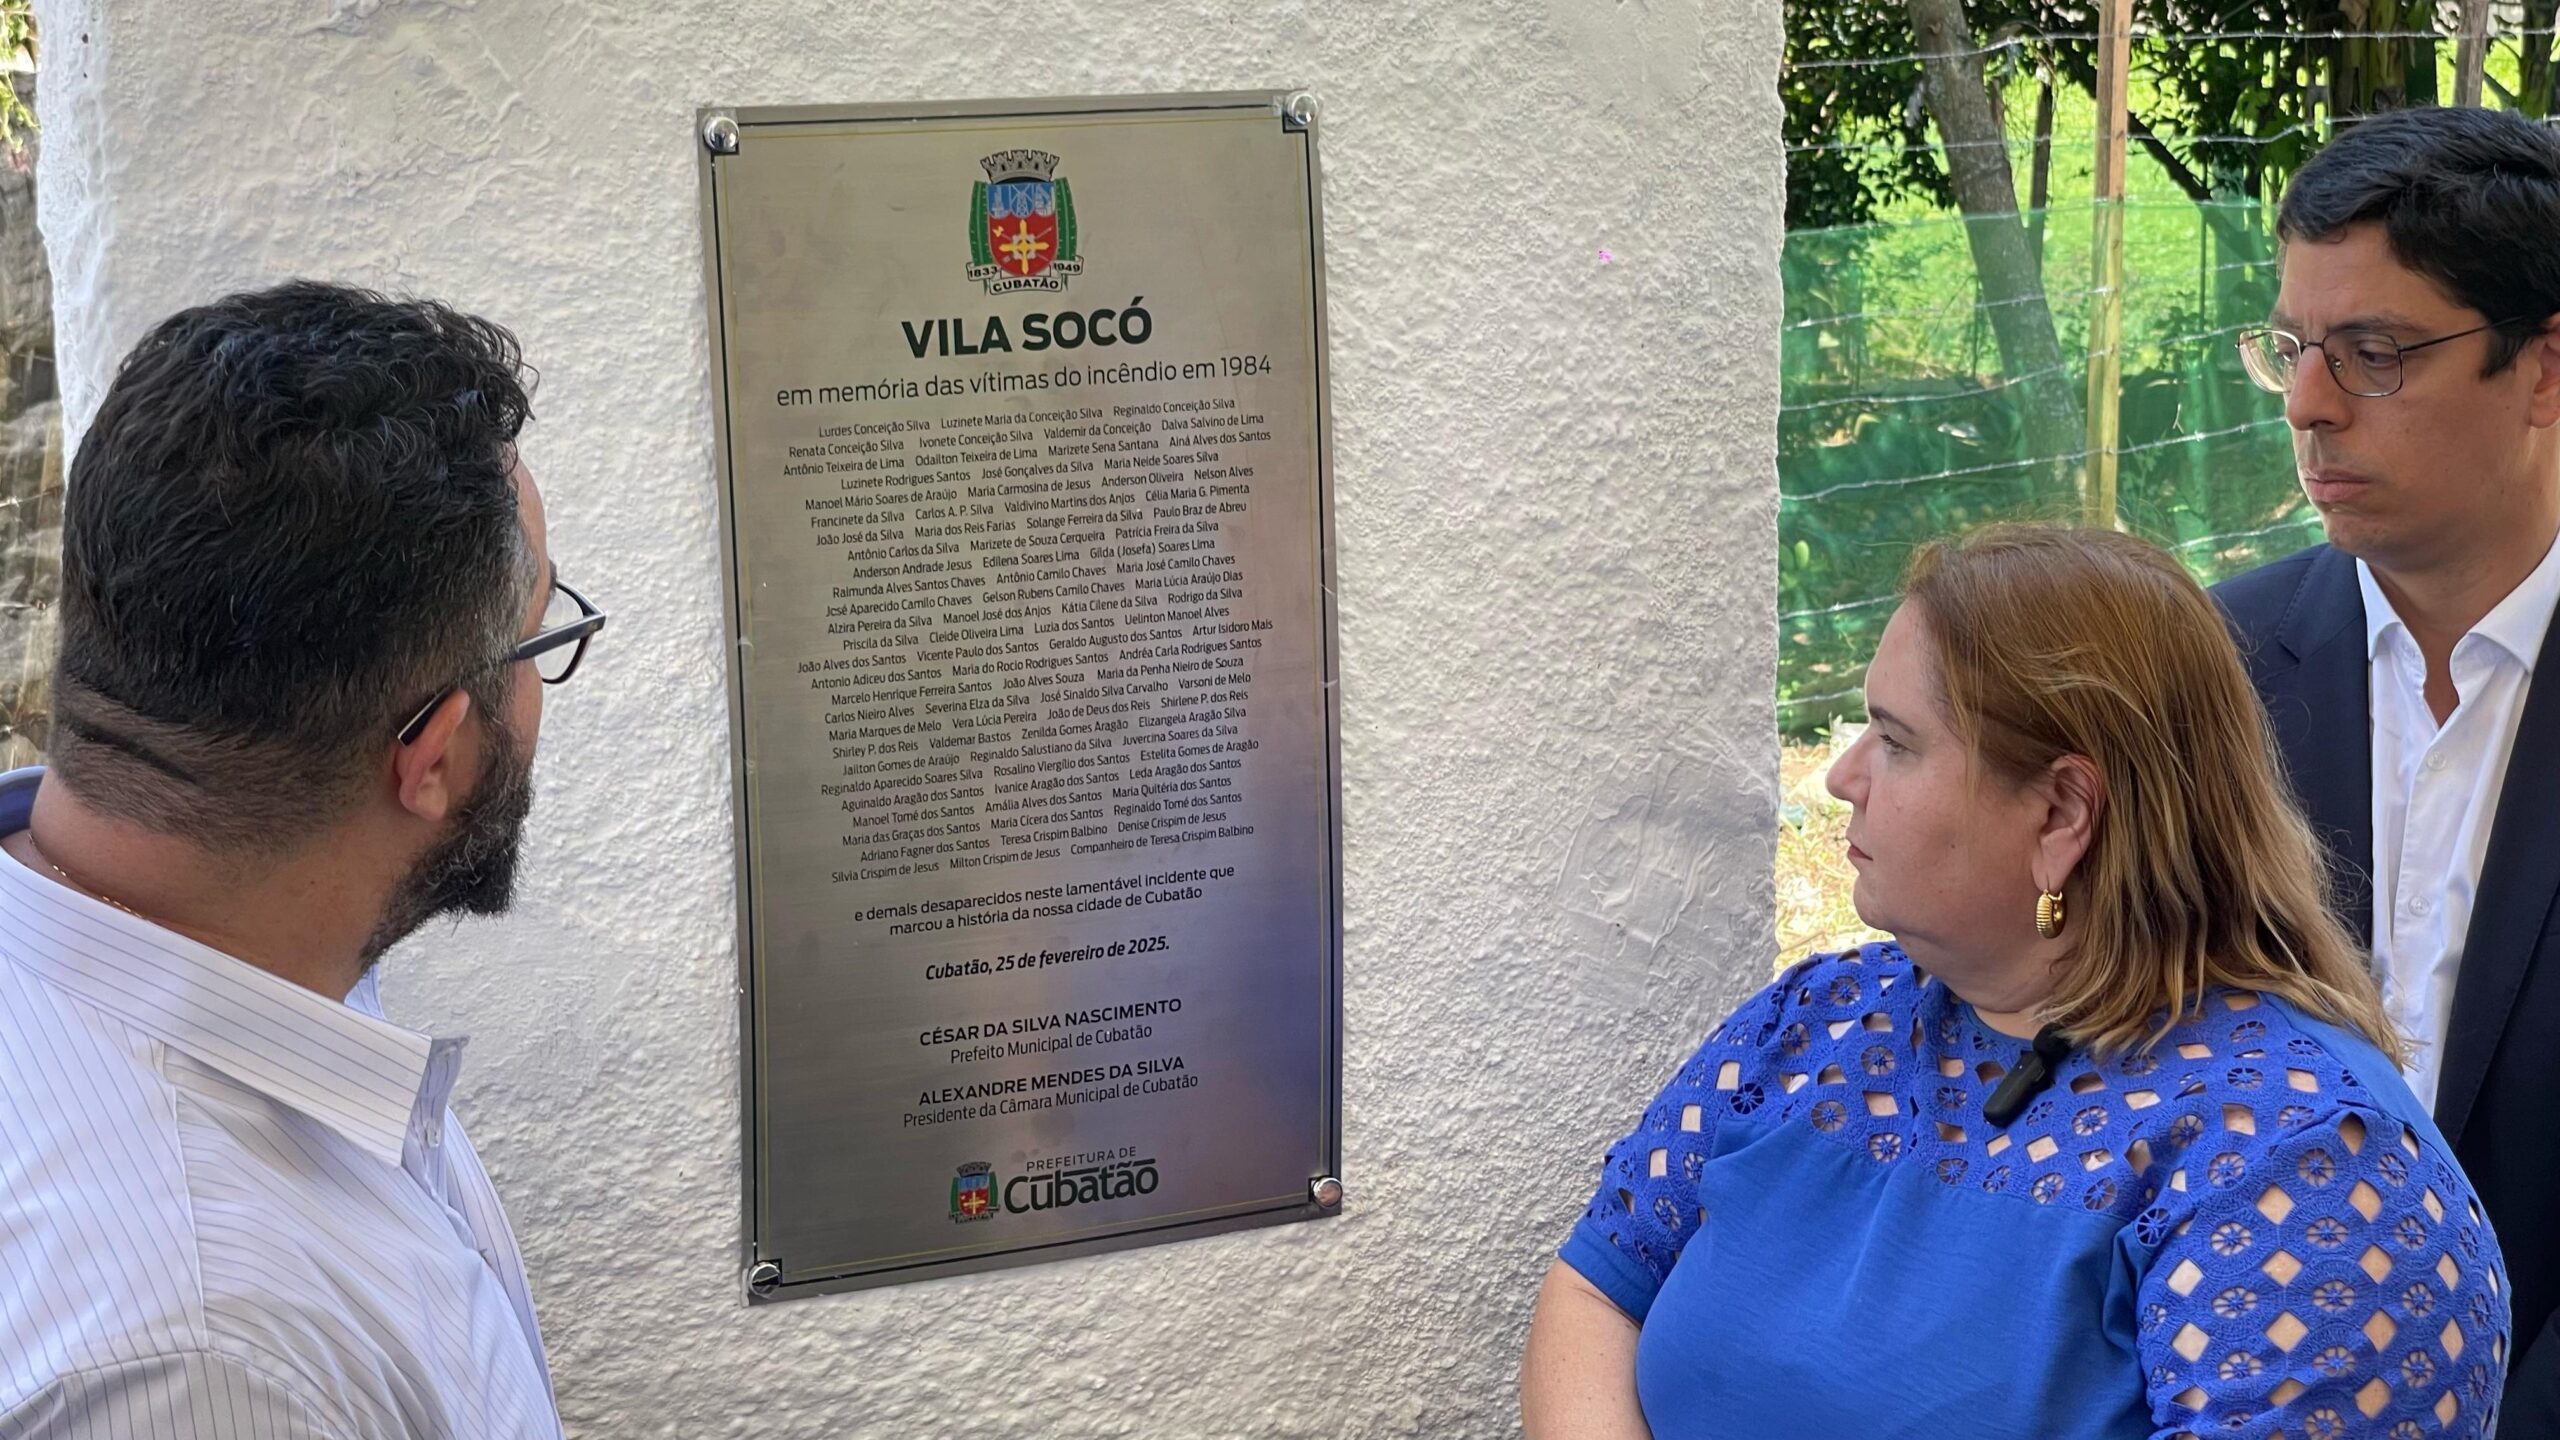 1833 1949
CUBATÃO
VILA SOCÓ
em memória das vítimas do incêndio em 1984
Lurdes Conceição Silva Luzinete Maria da Conceição Silva Reginaldo Conceição Silva
Renata Conceição Silva Ivonete Conceição Silva Valdemir da Conceição Dalva Salvino de Lima
Antônio Teixeira de Lima Odailton Teixeira de Lima Marizete Sena Santana Ainá Alves dos Santos
Luzinete Rodrigues Santos José Gonçalves da Silva Maria Neide Soares Silva
Manoel Mário Soares de Araújo Maria Carmosina de Jesus Anderson Oliveira Nelson Alves
Francinete da Silva Carlos A. P. Silva Valdivino Martins dos Anjos Célia Maria G. Pimenta
João José da Silva Maria dos Reis Farias Solange Ferreira da Silva Paulo Braz de Abreu
Antônio Carlos da Silva Marizete de Souza Cerqueira Patrícia Freira da Silva
Anderson Andrade Jesus Edilena Soares Lima Gilda (Josefa) Soares Lima
Raimunda Alves Santos Chaves Antônio Camilo Chaves Maria José Camilo Chaves
José Aparecido Camilo Chaves Gelson Rubens Camilo Chaves Maria Lúcia Araújo Dias
Alzira Pereira da Silva Manoel José dos Anjos Kátia Cilene da Silva Rodrigo da Silva
Priscila da Silva Cleide Oliveira Lima Luzia dos Santos Uelinton Manoel Alves
João Alves dos Santos Vicente Paulo dos Santos Geraldo Augusto dos Santos Artur Isidoro Mais
Antonio Adiceu dos Santos Maria do Rocio Rodrigues Santos Andréa Carla Rodrigues Santos
Marcelo Henrique Ferreira Santos João Alves Souza Maria da Penha Nieiro de Souza
Carlos Nieiro Alves Severina Elza da Silva José Sinaldo Silva Carvalho Varsoni de Melo
Maria Marques de Melo Vera Lúcia Pereira João de Deus dos Reis Shirlene P. dos Reis
Shirley P. dos Reis Valdemar Bastos Zenilda Gomes Aragão Elizangela Aragão Silva
Jailton Gomes de Araújo Reginaldo Salustiano da Silva Juvercina Soares da Silva
Reginaldo Aparecido Soares Silva Rosalino Viergílio dos Santos Estelita Gomes de Aragão
Aguinaldo Aragão dos Santos Ivanice Aragão dos Santos Leda Aragão dos Santos
Manoel Tomé dos Santos Amália Alves dos Santos Maria Quitéria dos Santos
Maria das Graças dos Santos Maria Cícera dos Santos Reginaldo Tomé dos Santos
Adriano Fagner dos Santos Teresa Crispim Balbino Denise Crispim de Jesus
Silvia Crispim de Jesus Milton Crispim de Jesus Companheiro de Teresa Crispim Balbino
e demais desaparecidos neste lamentável incidente que
marcou a história da nossa cidade de Cubatão
Cubatão, 25 de fevereiro de 2025.
CÉSAR DA SILVA NASCIMENTO
Prefeito Municipal de Cubatão
ALEXANDRE MENDES DA SILVA
Presidente da Câmara Municipal de Cubatão
PREFEITURA DE
Cubatão